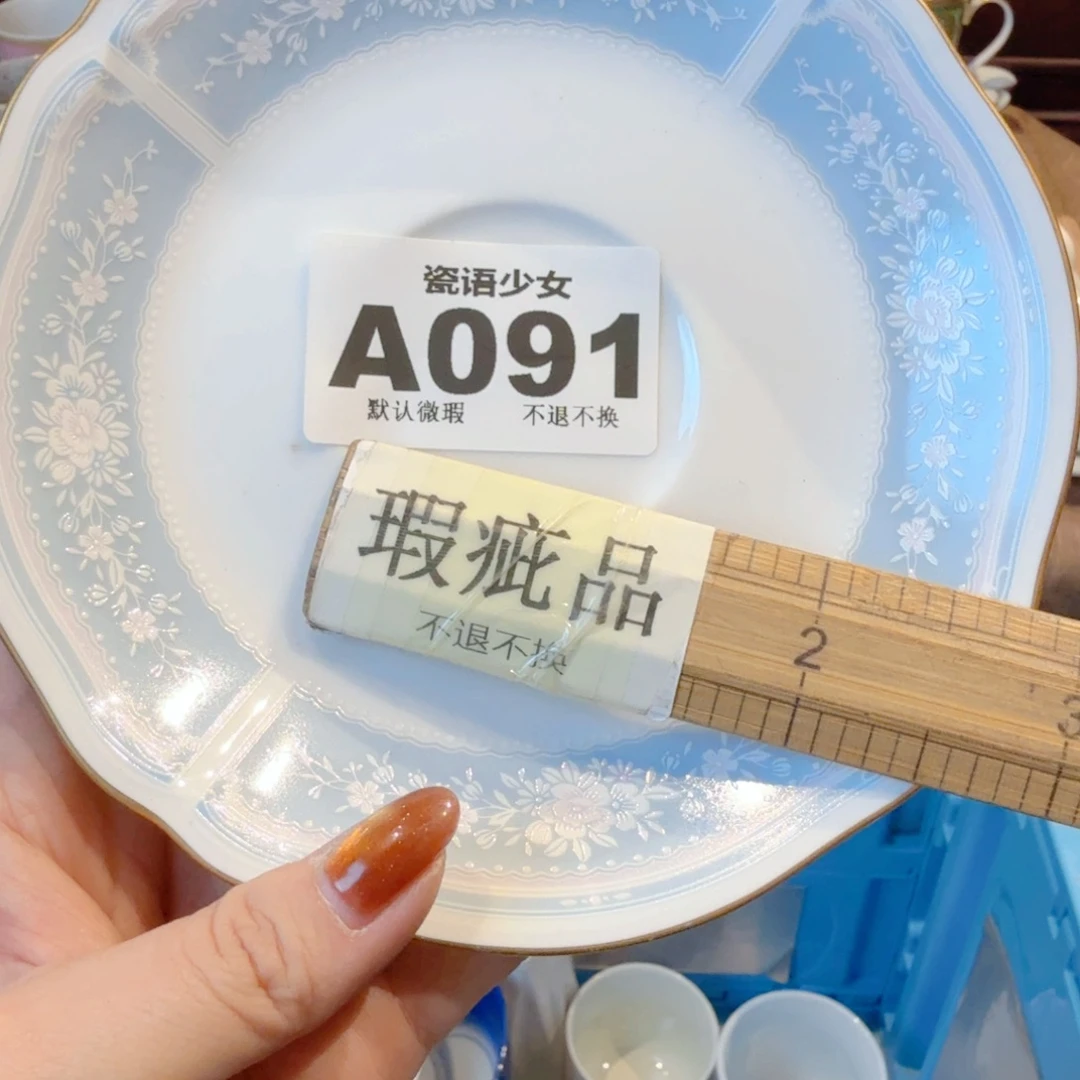 瓷语少女
A091
默认微瑕 不退不换
瑕疵品
不退不换
2
3